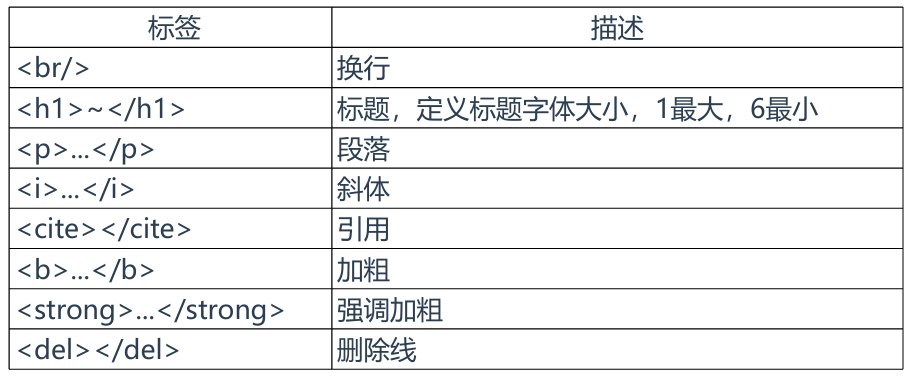 标签 描述
<br/> 换行
<h1>~</h1> 标题，定义标题字体大小，1最大，6最小
<p>...</p> 段落
<i>...</i> 斜体
<cite></cite> 引用
<b>...</b> 加粗
<strong>...</strong> 强调加粗
<del></del> 删除线